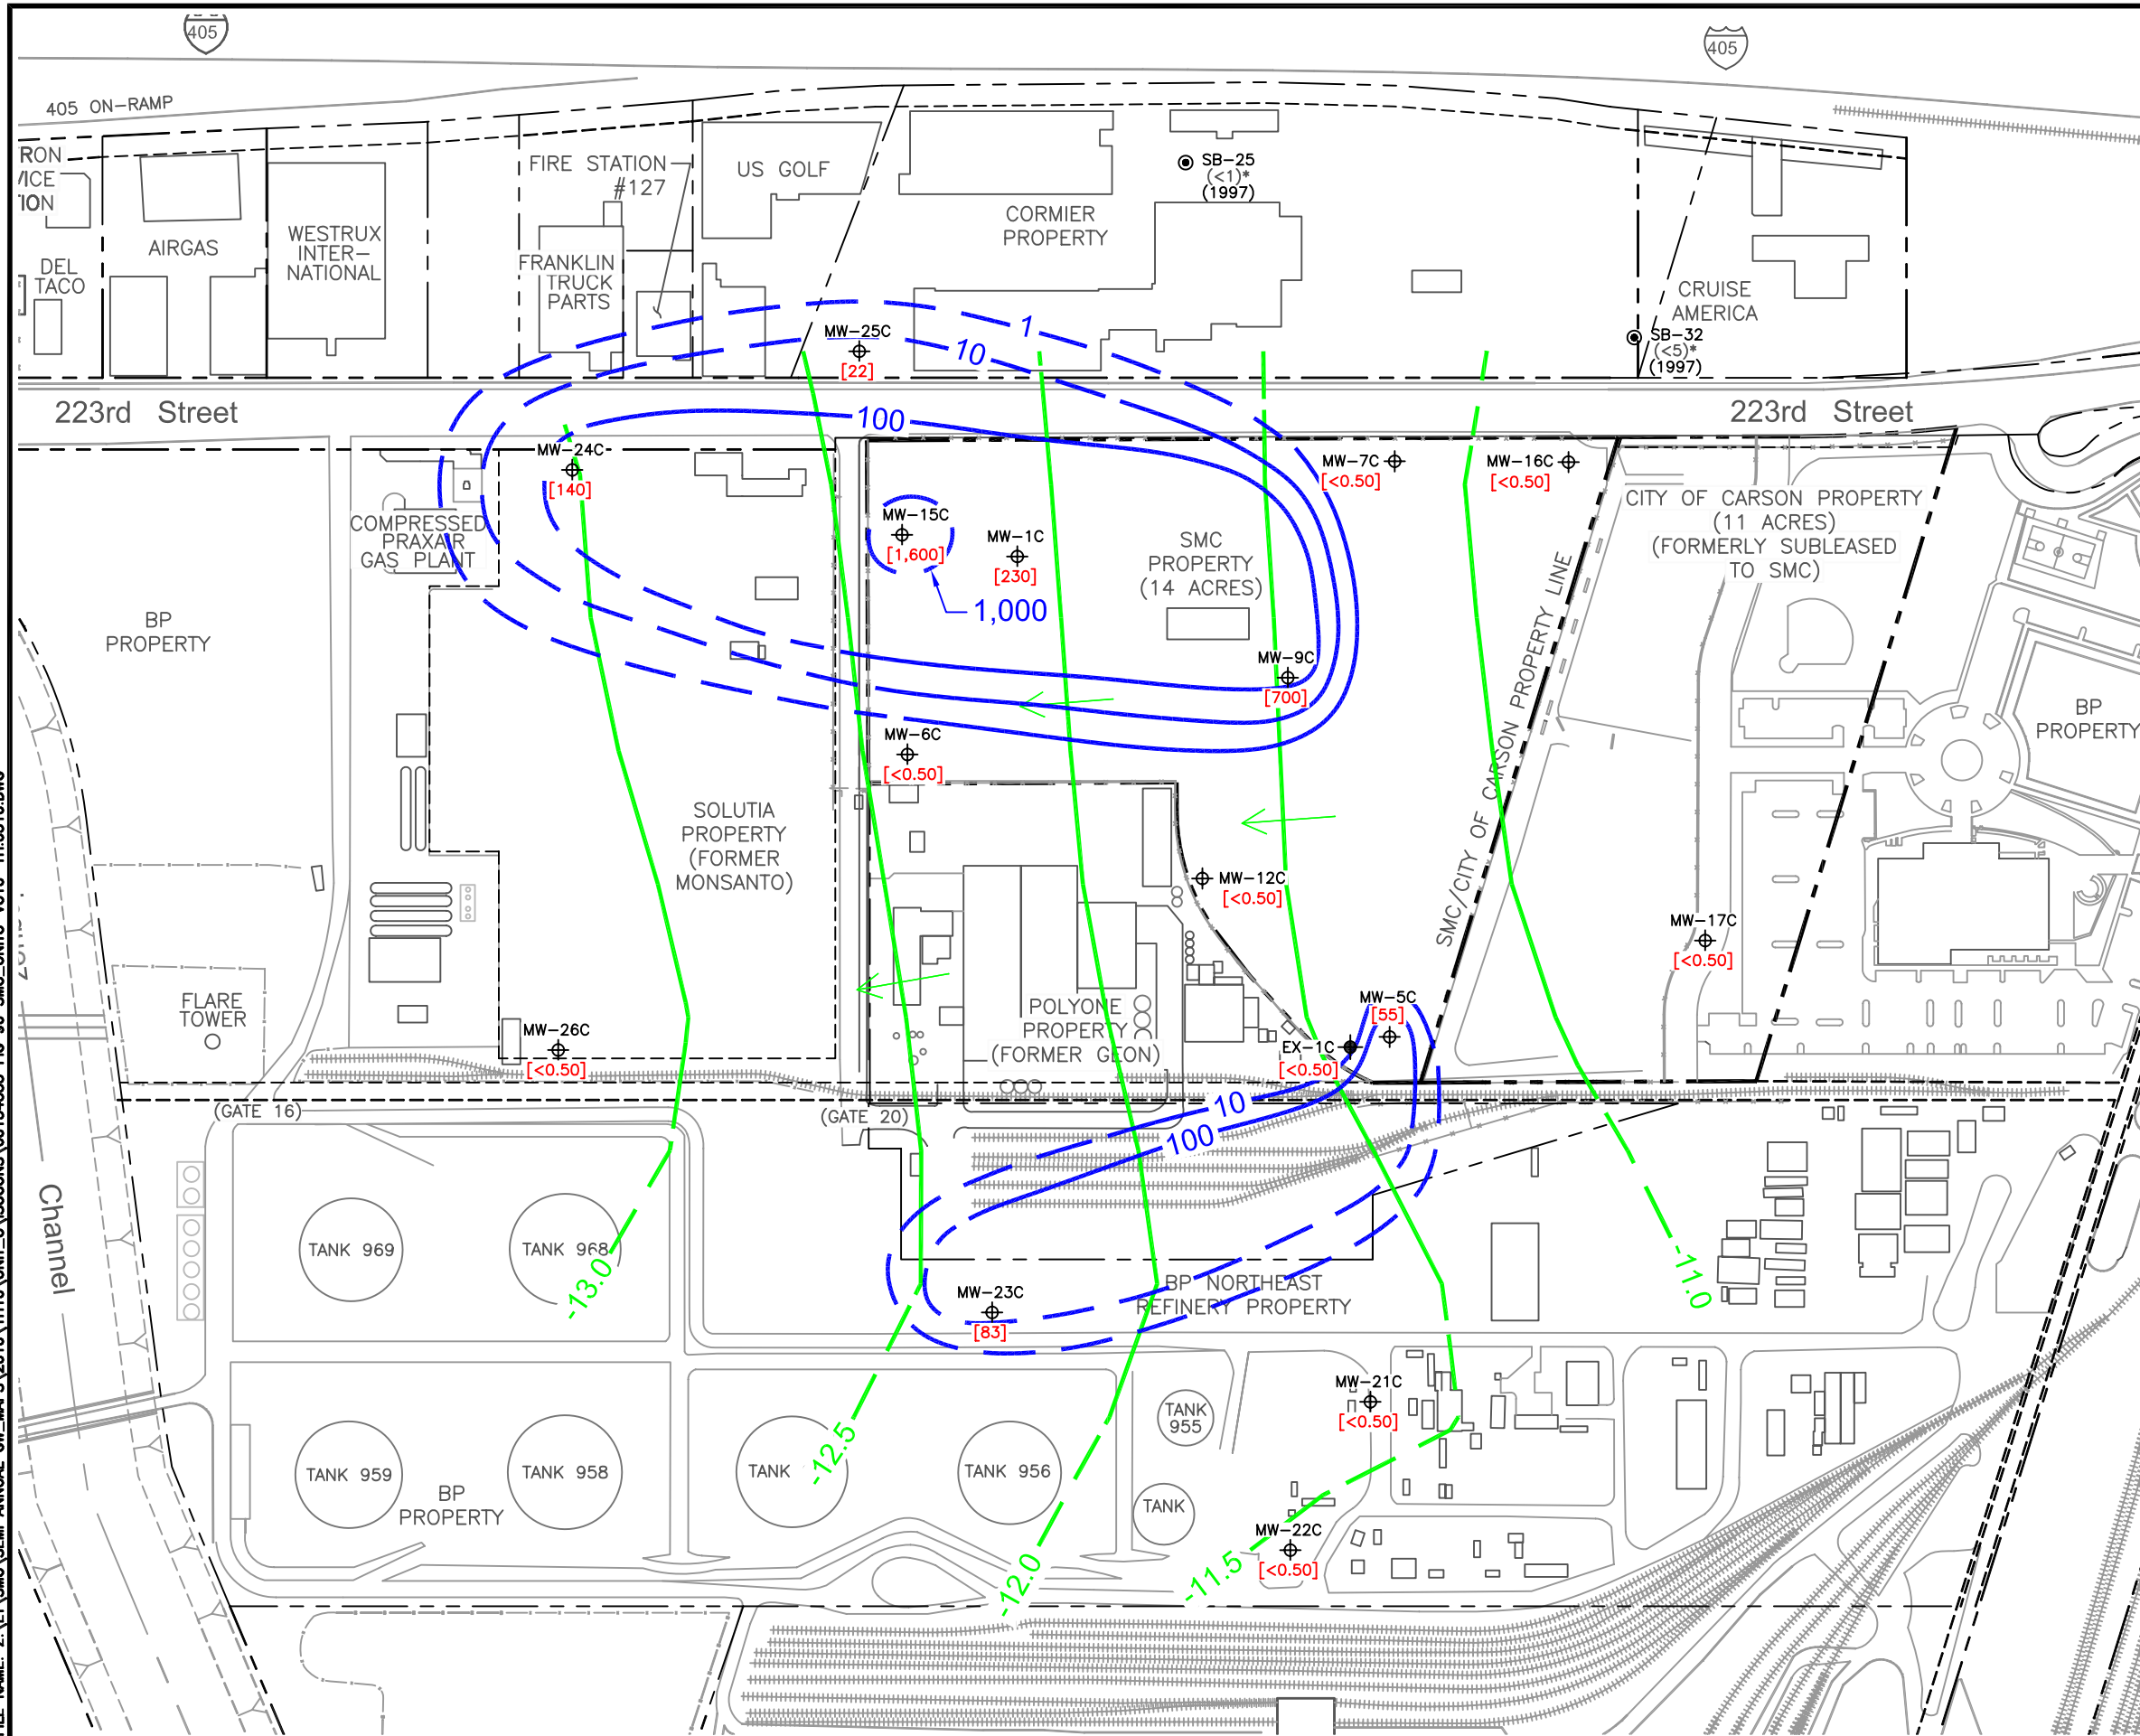 405
405
405 ON-RAMP
RON
VICE
ION
DEL
TACO
AIRGAS
WESTRUX
INTER-
NATIONAL
FIRE STATION
#127
FRANKLIN
TRUCK
PARTS
US GOLF
CORMIER
PROPERTY
SB-25
(<1)*
(1997)
CRUISE
AMERICA
SB-32
(<5)*
(1997)
MW-25C
[22]
1
10
100
223rd Street
223rd Street
MW-24C
[140]
MW-7C
[<0.50]
MW-16C
[<0.50]
COMPRESSED
PRAXAIR
GAS PLANT
MW-15C
[1,600]
MW-1C
[230]
1,000
SMC
PROPERTY
(14 ACRES)
CITY OF CARSON PROPERTY
(11 ACRES)
(FORMERLY SUBLEASED
TO SMC)
SMC/CITY OF CARSON PROPERTY LINE
BP
PROPERTY
MW-9C
[700]
BP
PROPERTY
MW-6C
[<0.50]
SOLUTIA
PROPERTY
(FORMER
MONSANTO)
MW-12C
[<0.50]
MW-17C
[<0.50]
FLARE
TOWER
MW-26C
[<0.50]
POLYONE
PROPERTY
(FORMER GEON)
MW-5C
[55]
EX-1C
[<0.50]
(GATE 16)
(GATE 20)
10
100
Channel
TANK 969
TANK 968
-13.0
MW-23C
[83]
BP NORTHEAST
REFINERY PROPERTY
-11.0
MW-21C
[<0.50]
TANK
955
TANK 959
TANK 958
BP
PROPERTY
TANK
-12.5
TANK 956
TANK
MW-22C
[<0.50]
-12.0
-11.5